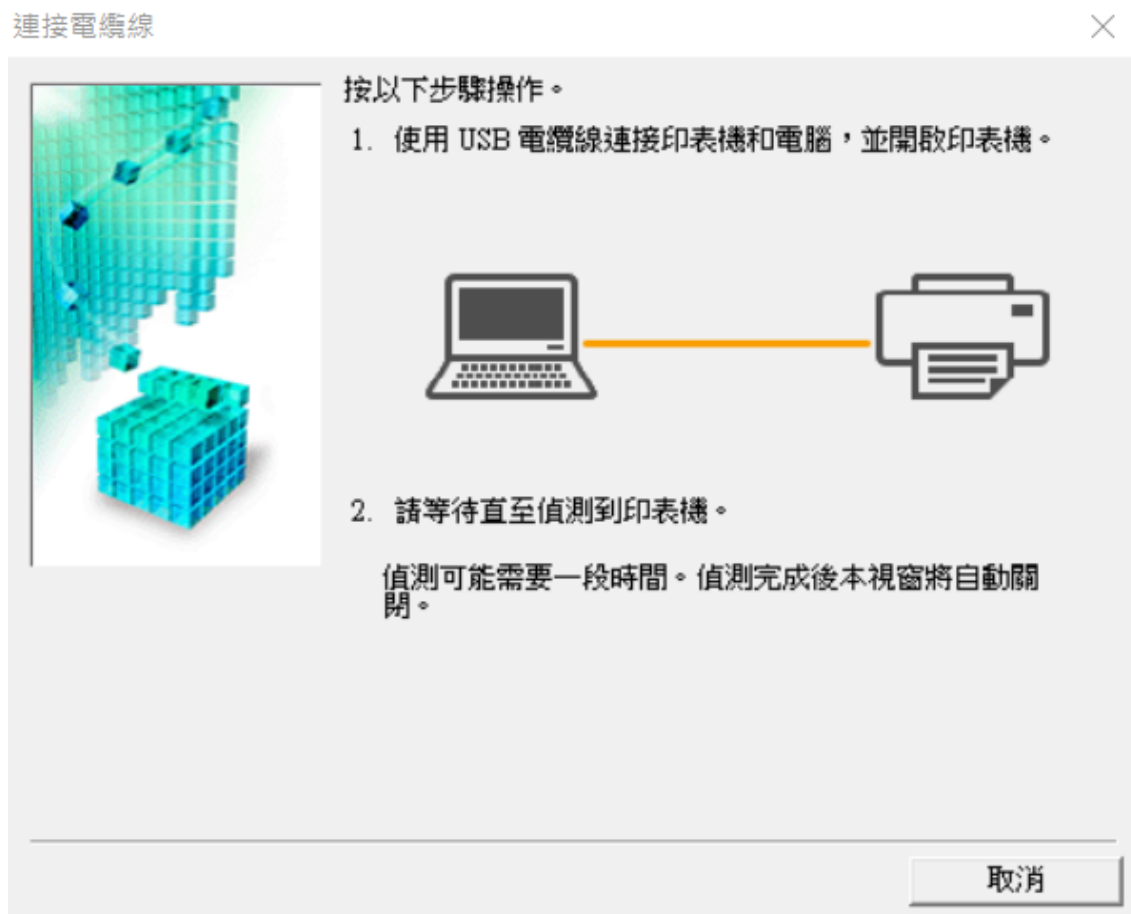 連接電纜線
按以下步驟操作。
1. 使用 USB 電纜線連接印表機和電腦，並開啟印表機。
2. 請等待直至偵測到印表機。
偵測可能需要一段時間。偵測完成後本視窗將自動關
閉。
取消